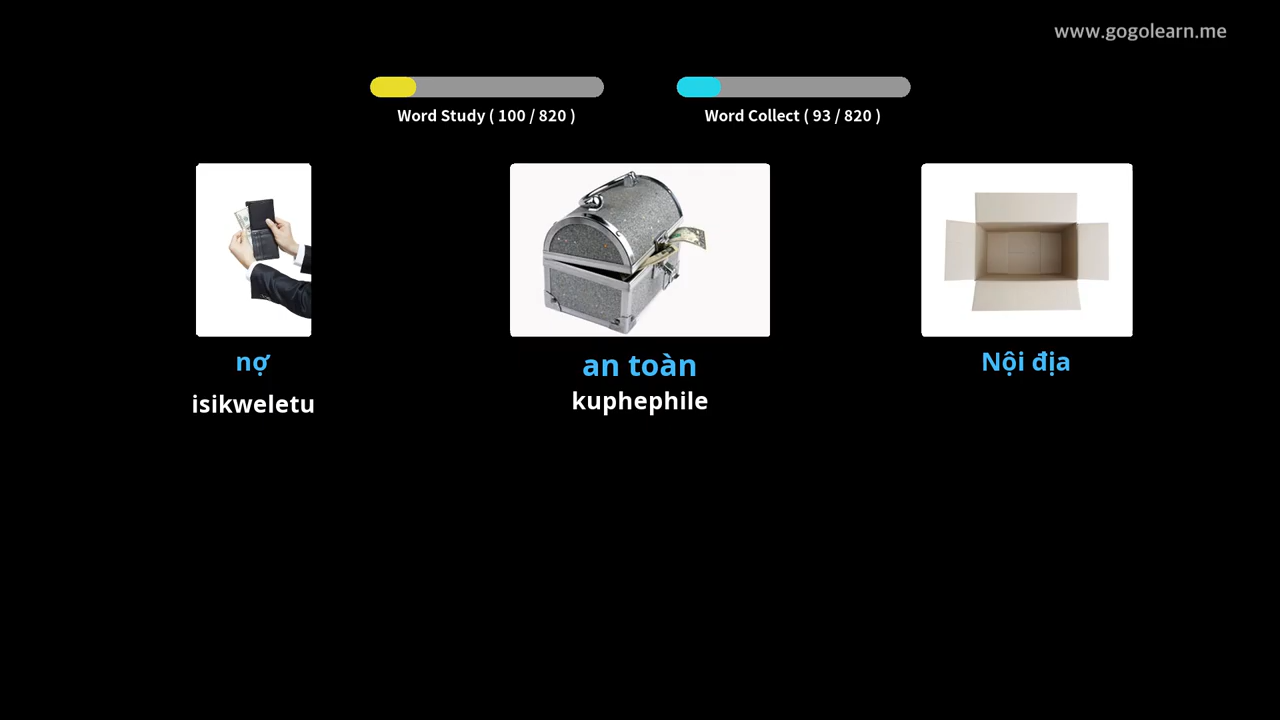 www.gogolearn.me
Word Study ( 100 / 820 )
Word Collect ( 93 / 820 )
nợ
isikweletu
an toàn
kuphephile
Nội địa